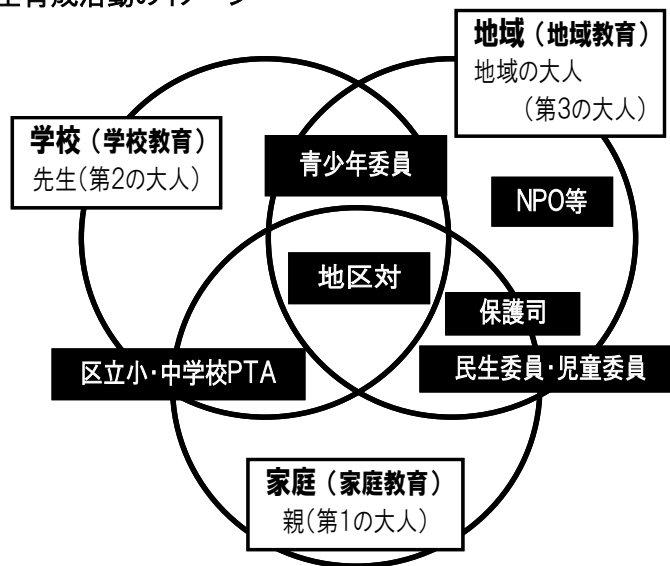 全育成活動のイメージ
地域（地域教育）
地域の大人
（第3の大人）
学校（学校教育）
先生(第2の大人)
青少年委員
NPO等
地区対
保護司
区立小・中学校PTA
民生委員・児童委員
家庭（家庭教育）
親(第1の大人)